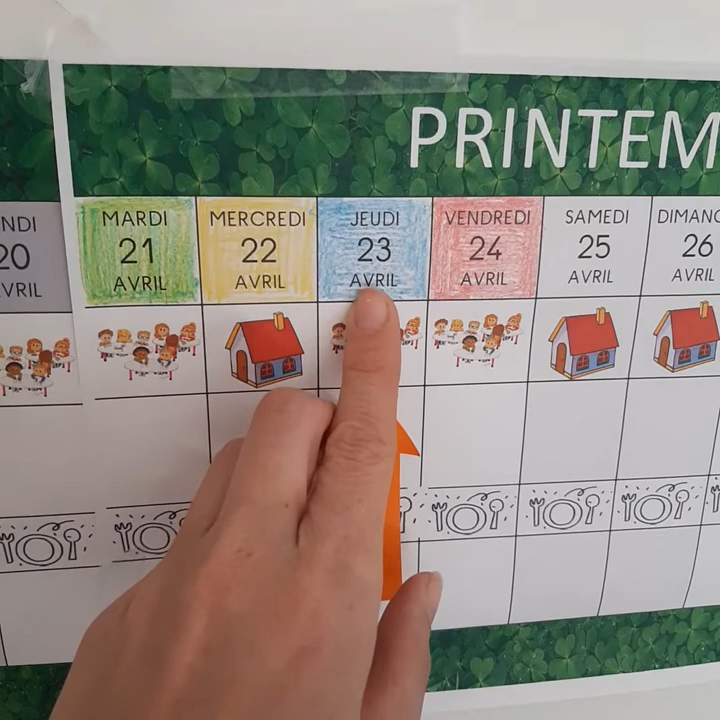 PRINTEM
NDI
20
VRIL
MARDI
21
AVRIL
MERCREDI
22
AVRIL
JEUDI
23
AVRIL
VENDREDI
24
AVRIL
SAMEDI
25
AVRIL
DIMANC
26
AVRIL